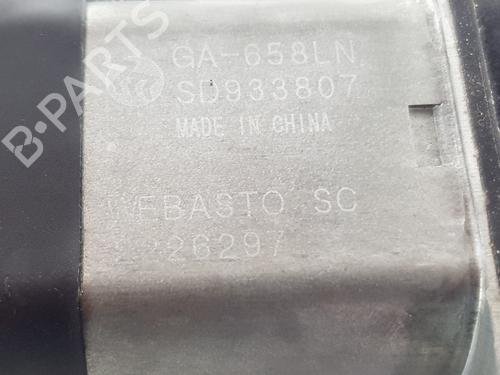 GA-658LN
SD933807
MADE IN CHINA
WEBASTO SC
26297
B-PARTS